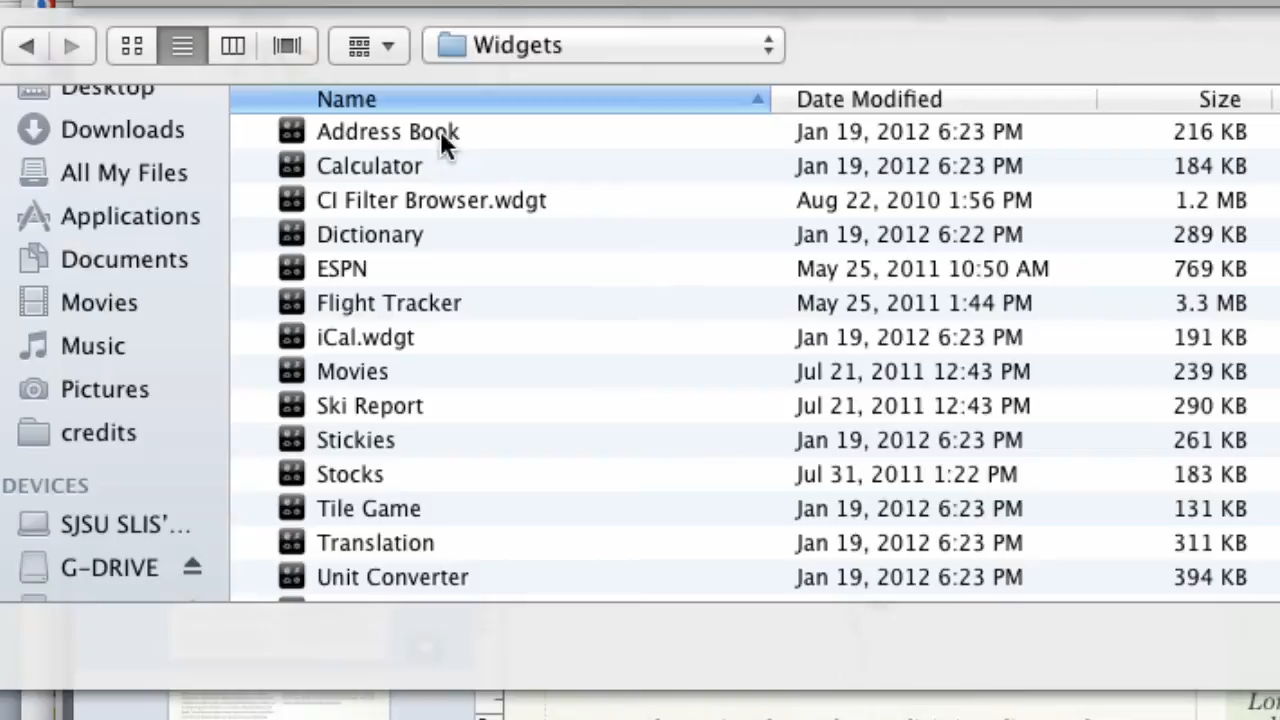 Widgets
Name Date Modified Size
Desktop
Downloads
All My Files
Applications
Documents
Movies
Music
Pictures
credits
DEVICES
SJSU SLIS'...
G-DRIVE
Address Book Jan 19, 2012 6:23 PM 216 KB
Calculator Jan 19, 2012 6:23 PM 184 KB
CI Filter Browser.wdgt Aug 22, 2010 1:56 PM 1.2 MB
Dictionary Jan 19, 2012 6:22 PM 289 KB
ESPN May 25, 2011 10:50 AM 769 KB
Flight Tracker May 25, 2011 1:44 PM 3.3 MB
iCal.wdgt Jan 19, 2012 6:23 PM 191 KB
Movies Jul 21, 2011 12:43 PM 239 KB
Ski Report Jul 21, 2011 12:43 PM 290 KB
Stickies Jan 19, 2012 6:23 PM 261 KB
Stocks Jul 31, 2011 1:22 PM 183 KB
Tile Game Jan 19, 2012 6:23 PM 131 KB
Translation Jan 19, 2012 6:23 PM 311 KB
Unit Converter Jan 19, 2012 6:23 PM 394 KB